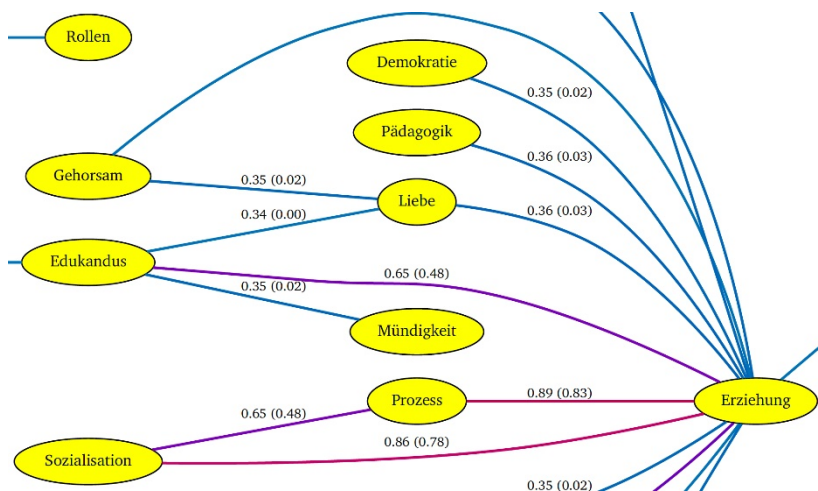 Rollen
Demokratie
0.35 (0.02)
Pädagogik
0.36 (0.03)
Gehorsam
0.35 (0.02)
Liebe
0.36 (0.03)
0.34 (0.00)
Edukandus
0.65 (0.48)
0.35 (0.02)
Mündigkeit
Prozess
0.89 (0.83)
Erziehung
0.65 (0.48)
0.86 (0.78)
Sozialisation
0.35 (0.02)